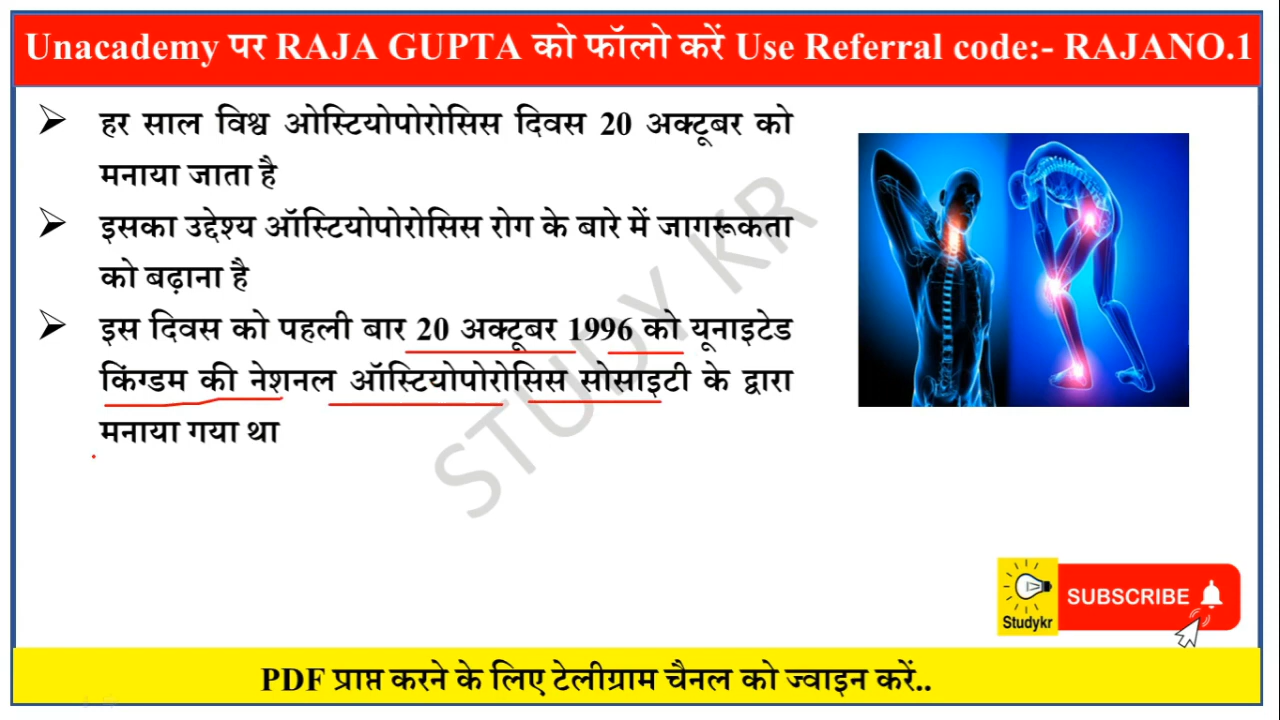 Unacademy पर RAJA GUPTA को फॉलो करें Use Referral code:- RAJANO.1
हर साल विश्व ओस्टियोपोरोसिस दिवस 20 अक्टूबर को
मनाया जाता है
इसका उद्देश्य ऑस्टियोपोरोसिस रोग के बारे में जागरूकता
को बढ़ाना है
इस दिवस को पहली बार 20 अक्टूबर 1996 को यूनाइटेड
किंग्डम की नेशनल ऑस्टियोपोरोसिस सोसाइटी के द्वारा
मनाया गया था
STUDY KR
SUBSCRIBE
Studykr
PDF प्राप्त करने के लिए टेलीग्राम चैनल को ज्वाइन करें..